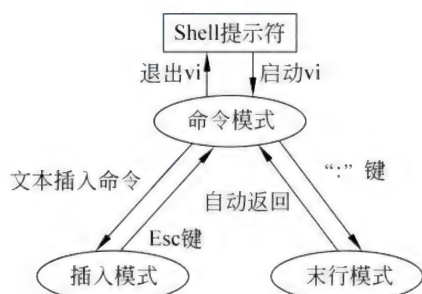 Shell提示符
退出vi
启动vi
命令模式
文本插入命令
“:” 键
自动返回
Esc键
插入模式
末行模式